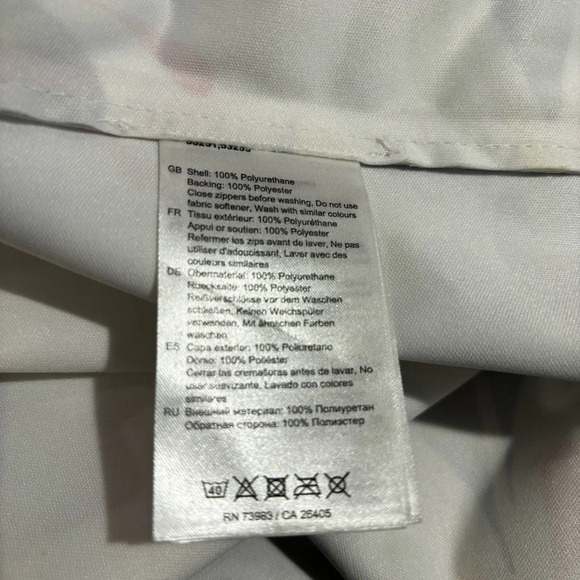 GB Shell: 100% Polyurethane
Backing: 100% Polyester
Close zippers before washing, Do not use
fabric softener, Wash with similar colours
FR Tissu extérieur: 100% Polyuréthane
Appui or soutien: 100% Polyester
Refermer les zips avant de laver, Ne pas
utiliser d'adoucissant, Laver avec des
couleurs similaires
DE Obermaterial: 100% Polyurethane
Rueckseite: 100% Polyester
Reißverschlüsse vor dem Waschen
schließen, Keinen Weichspüler
verwenden, Mit ähnlichen Farben
waschen
ES Capa exterior: 100% Poliuretano
Dorso: 100% Poliéster
Cerrar las crematoras antes de lavar, No
usar suavizante, Lavado con colores
similares
RU Внешний материал: 100% Полиуретан
Обратная сторона: 100% Полиэстер
40
RN 73983 / CA 26405